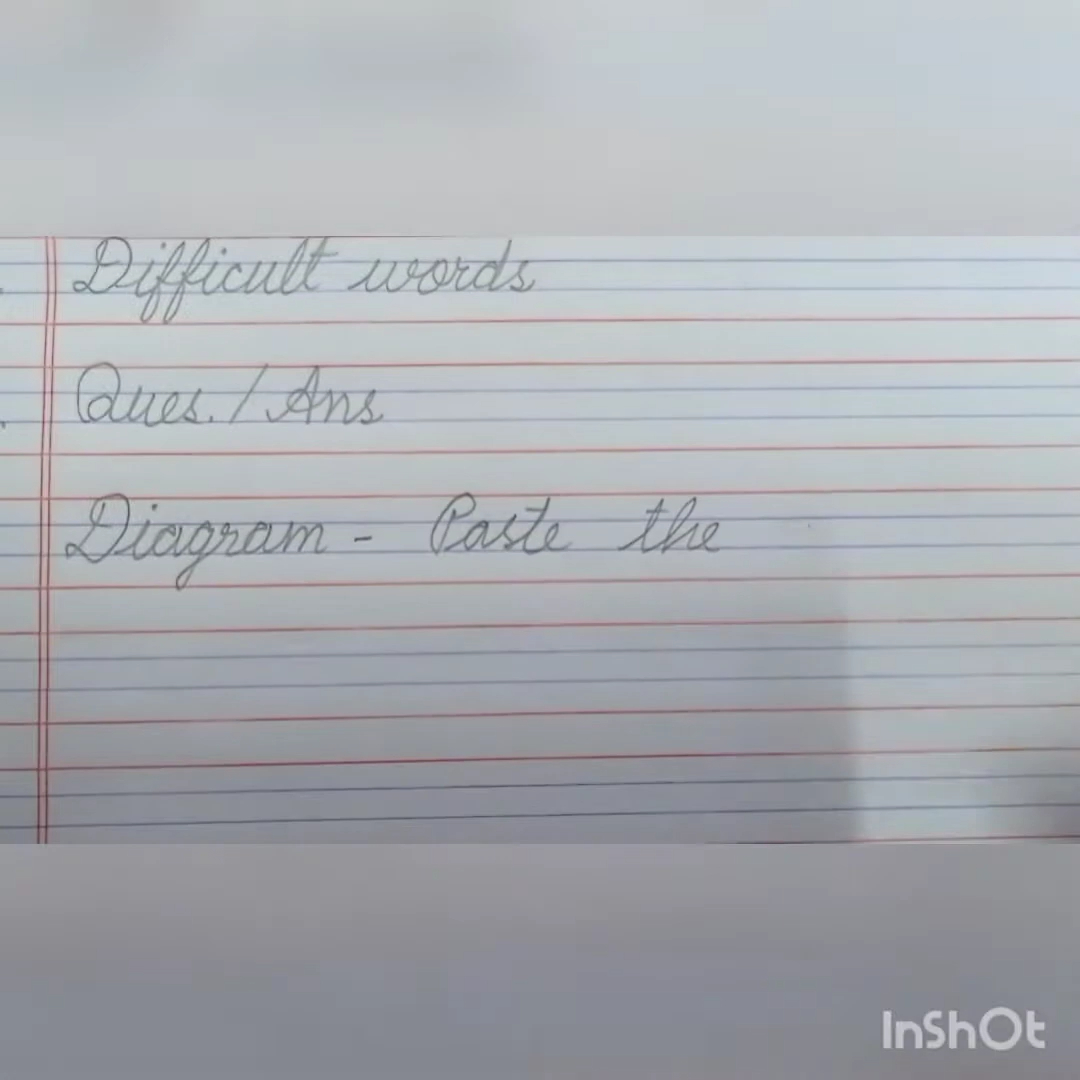 Difficult words
Ques. / Ans
Diagram - Paste the
InShOt